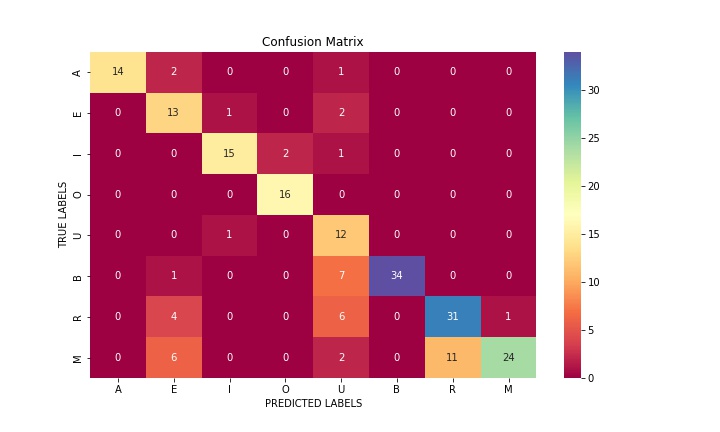 Confusion Matrix
TRUE LABELS
A 14 2 0 0 1 0 0 0
E 0 13 1 0 2 0 0 0
I 0 0 15 2 1 0 0 0
O 0 0 0 16 0 0 0 0
U 0 0 1 0 12 0 0 0
B 0 1 0 0 7 34 0 0
R 0 4 0 0 6 0 31 1
M 0 6 0 0 2 0 11 24
A E I O U B R M
PREDICTED LABELS
30
25
20
15
10
5
0